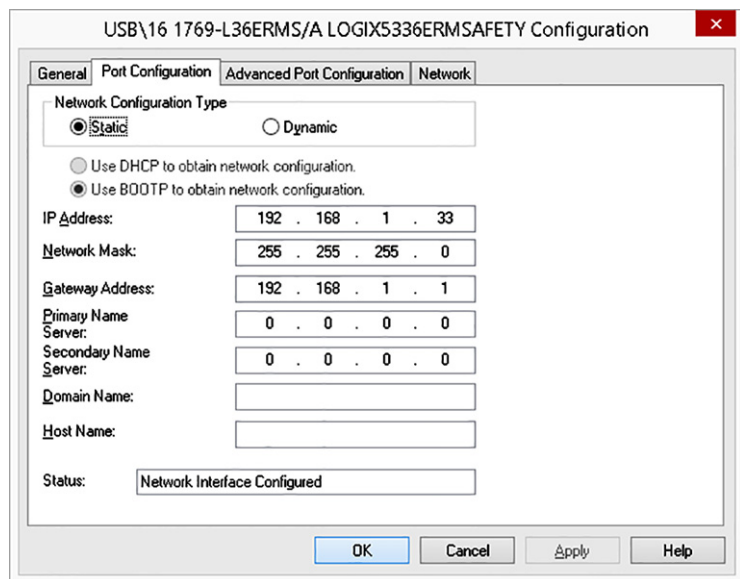 USB\16 1769-L36ERMS/A LOGIX5336ERMSAFETY Configuration
General Port Configuration Advanced Port Configuration Network
Network Configuration Type
Static Dynamic
Use DHCP to obtain network configuration.
Use BOOTP to obtain network configuration.
IP Address: 192 . 168 . 1 . 33
Network Mask: 255 . 255 . 255 . 0
Gateway Address: 192 . 168 . 1 . 1
Primary Name
Server: 0 . 0 . 0 . 0
Secondary Name
Server: 0 . 0 . 0 . 0
Domain Name:
Host Name:
Status: Network Interface Configured
OK Cancel Apply Help